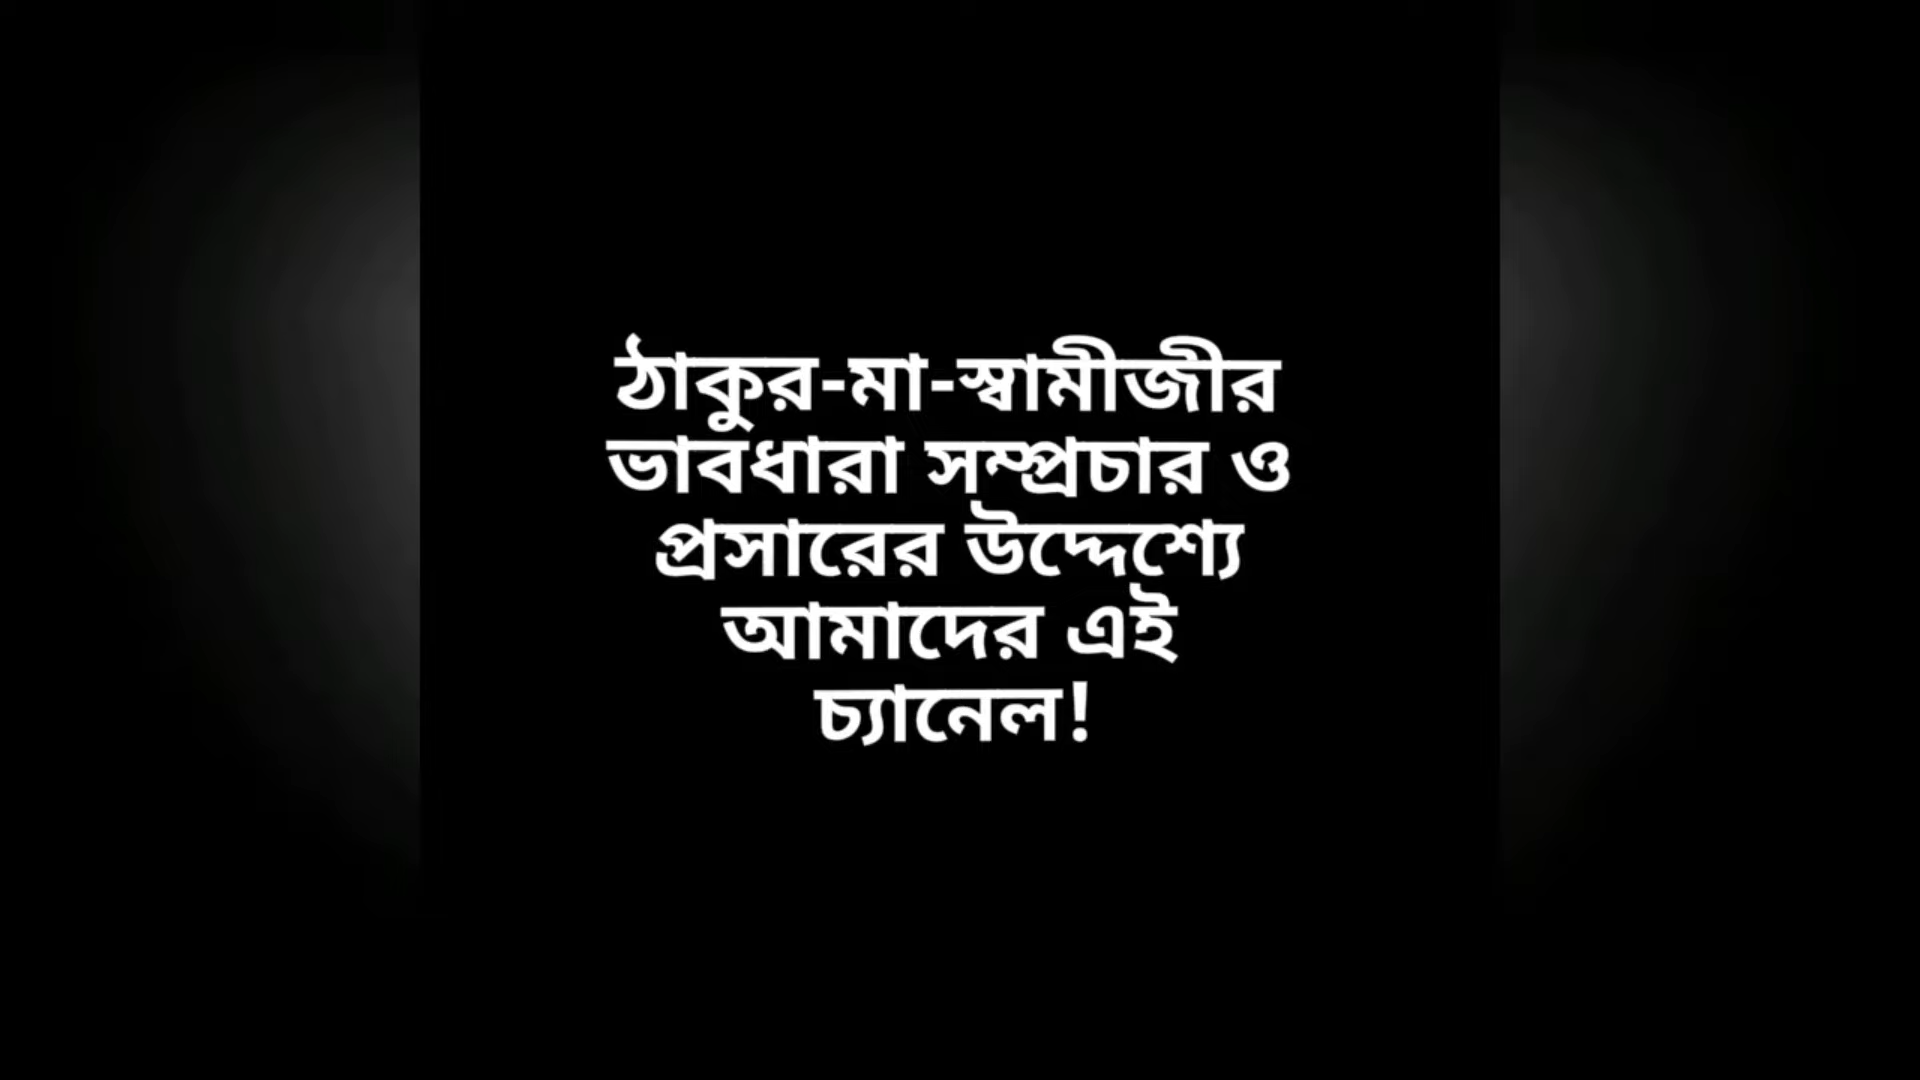 ঠাকুর-মা-স্বামীজীর
ভাবধারা সম্প্রচার ও
প্রসারের উদ্দেশ্যে
আমাদের এই
চ্যানেল!